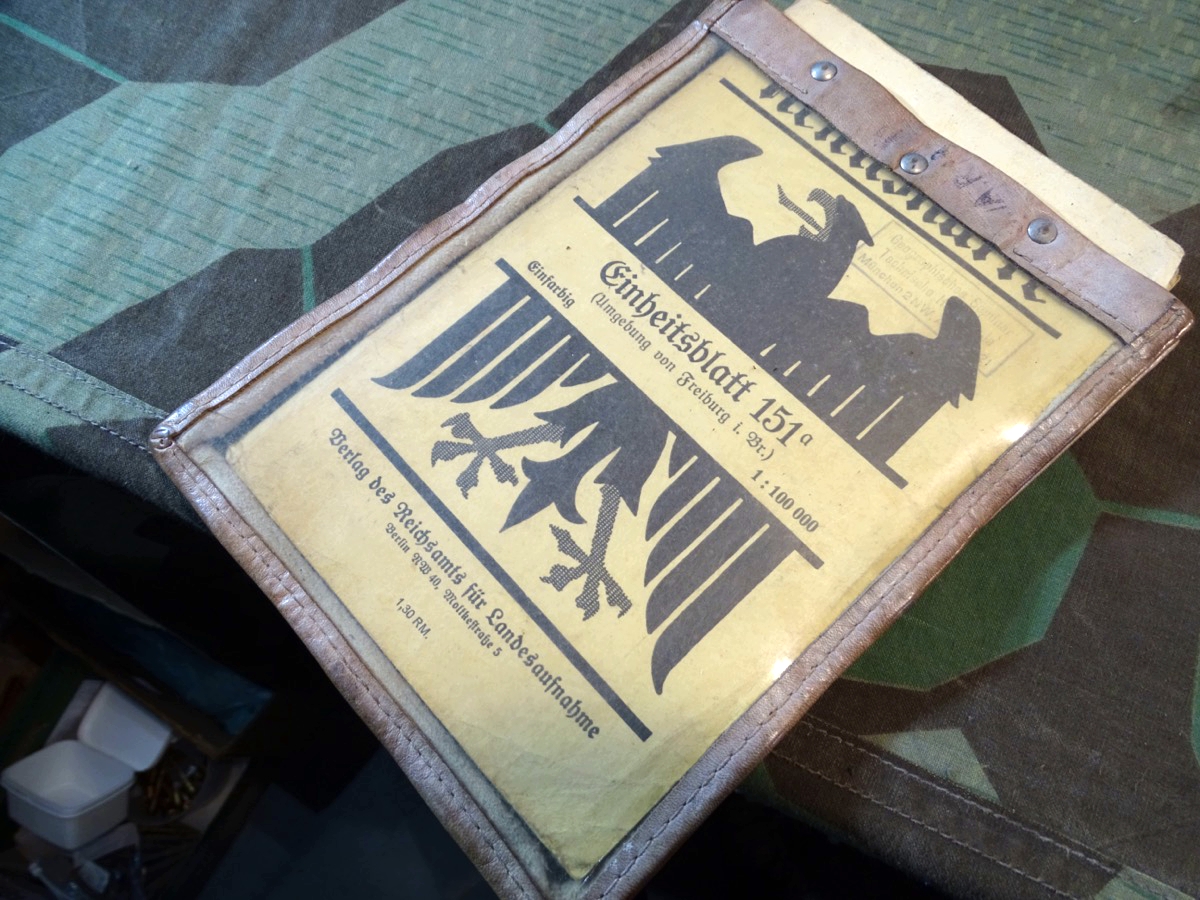 Einfarbig
Einheitsblatt 151a
(Umgebung von Freiburg i. Br.)
1:100 000
Verlag des Reichsamts für Landesaufnahme
Berlin NW 40, Moltkestraße 5
1,30 RM.